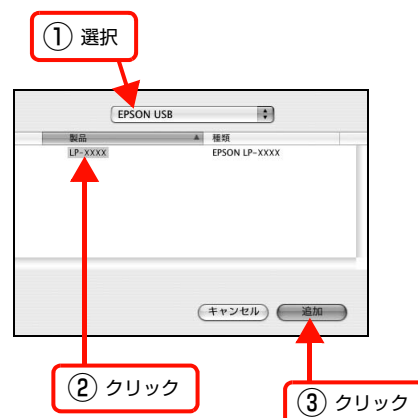 ① 選択
EPSON USB
製品 種類
LP-XXXX EPSON LP-XXXX
キャンセル 追加
② クリック
③ クリック